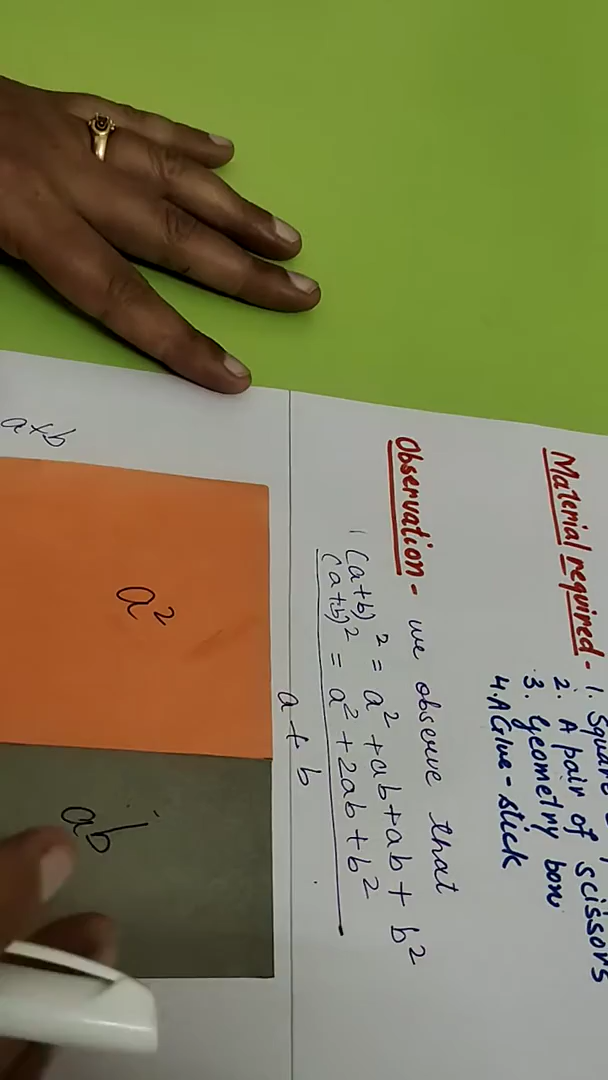 Material required - 1. Square
2. A pair of scissors
3. Geometry box
4. A Glue - stick
Observation - we observe that
(a+b)² = a² + ab + ab + b²
(a+b)² = a² + 2ab + b²
a + b
a+b
a²
ab